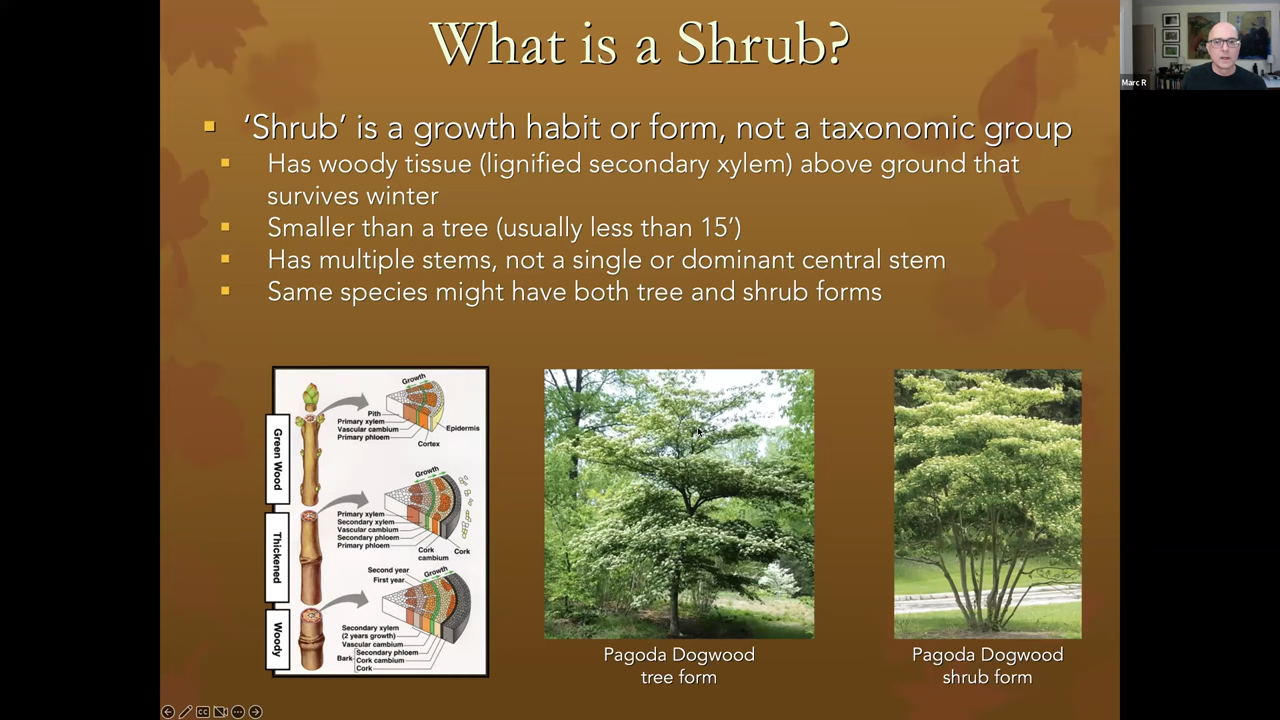 What is a Shrub?
Marc R
‘Shrub’ is a growth habit or form, not a taxonomic group
Has woody tissue (lignified secondary xylem) above ground that
survives winter
Smaller than a tree (usually less than 15’)
Has multiple stems, not a single or dominant central stem
Same species might have both tree and shrub forms
Green Wood
Growth
Pith
Primary xylem
Vascular cambium
Primary phloem
Epidermis
Cortex
Thickened
Growth
Primary xylem
Secondary xylem
Vascular cambium
Secondary phloem
Primary phloem
Cork
cambium
Cork
Woody
Second year
First year
Growth
Secondary xylem
(2 years growth)
Vascular cambium
Bark
Secondary phloem
Cork cambium
Cork
Pagoda Dogwood
tree form
Pagoda Dogwood
shrub form
CC